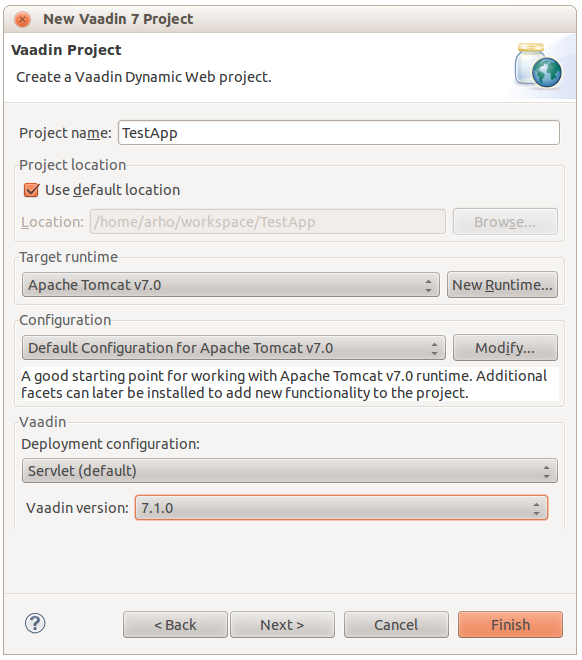 New Vaadin 7 Project
Vaadin Project
Create a Vaadin Dynamic Web project.
Project name: TestApp
Project location
Use default location
Location: /home/arho/workspace/TestApp Browse...
Target runtime
Apache Tomcat v7.0 New Runtime...
Configuration
Default Configuration for Apache Tomcat v7.0 Modify...
A good starting point for working with Apache Tomcat v7.0 runtime. Additional
facets can later be installed to add new functionality to the project.
Vaadin
Deployment configuration:
Servlet (default)
Vaadin version: 7.1.0
? < Back Next > Cancel Finish